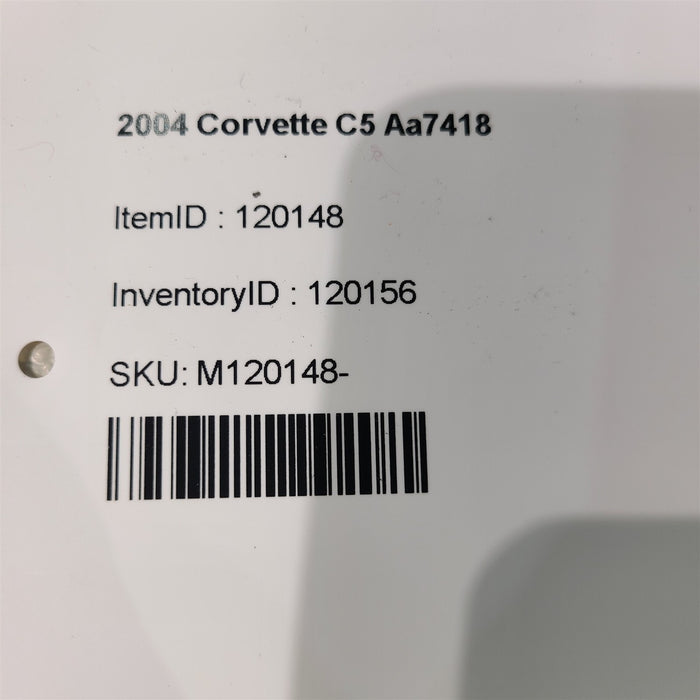 2004 Corvette C5 Aa7418
ItemID : 120148
InventoryID : 120156
SKU: M120148-